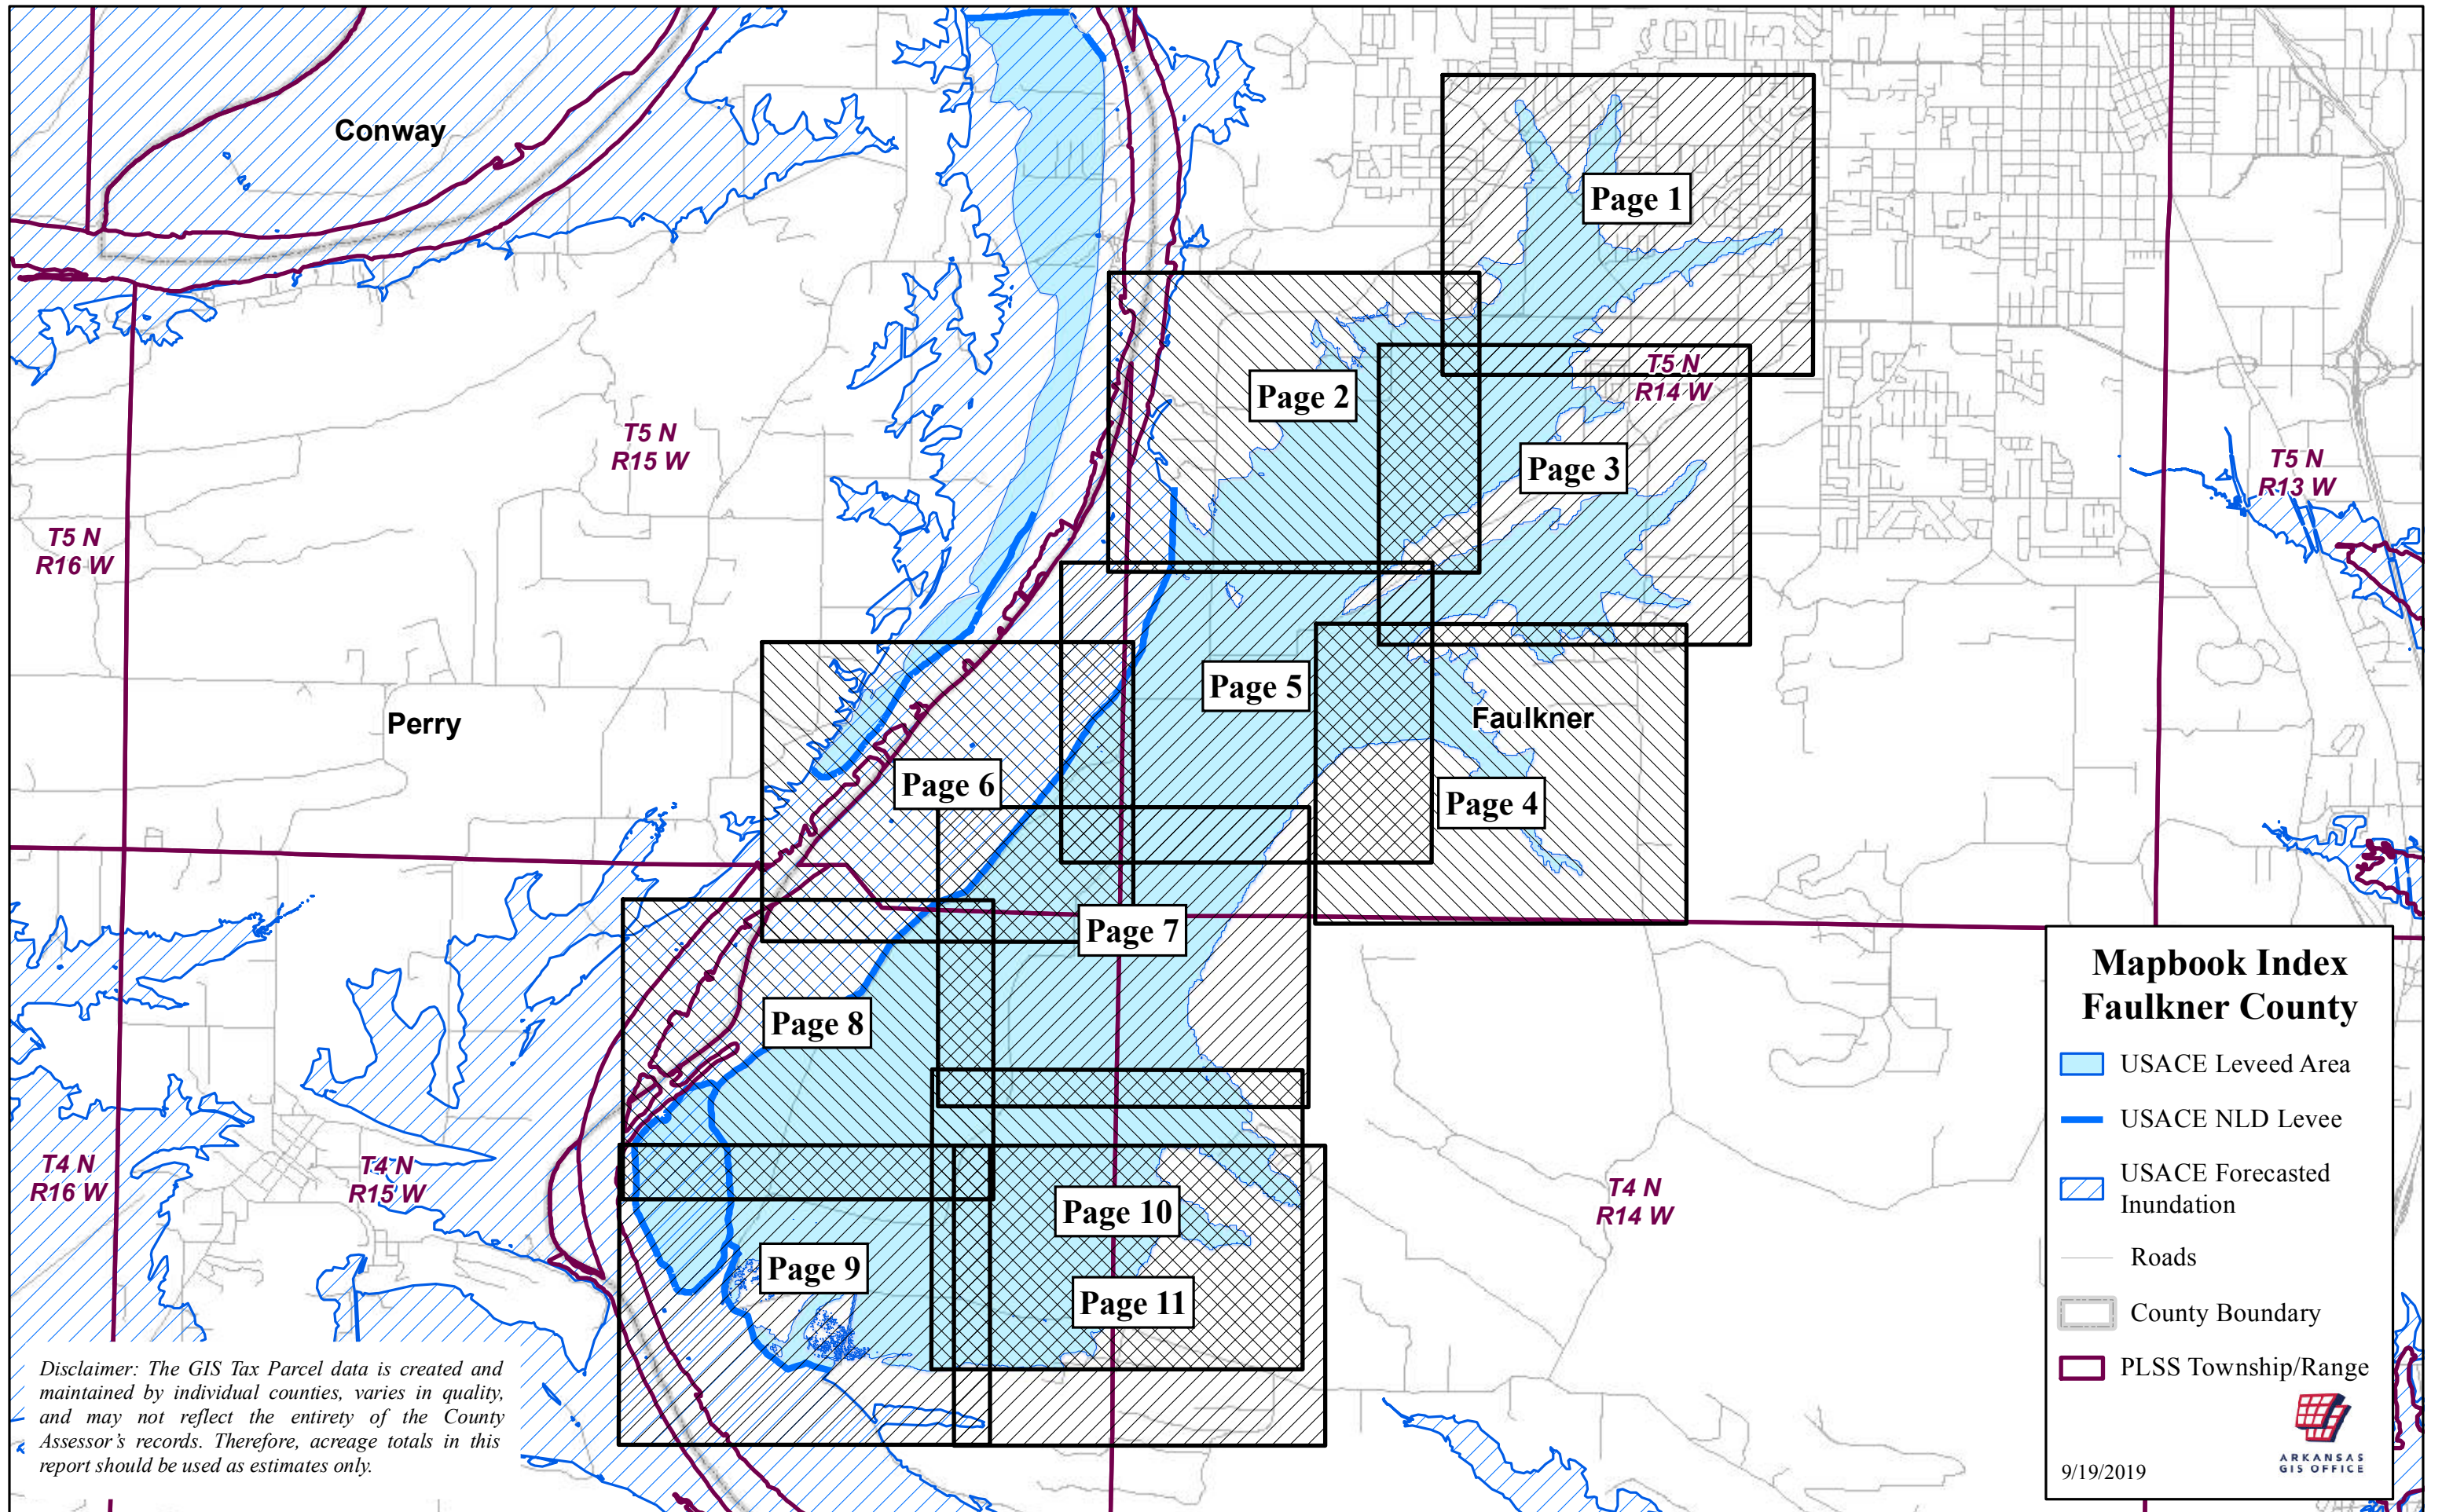 Conway
Page 1
T5 N
R14 W
Page 2
T5 N
R15 W
Page 3
T5 N
R13 W
T5 N
R16 W
Page 5
Perry
Faulkner
Page 6
Page 4
Page 7
Page 8
T4 N
R16 W
T4 N
R15 W
T4 N
R14 W
Page 10
Page 9
Page 11
Mapbook Index
Faulkner County
USACE Leveed Area
USACE NLD Levee
USACE Forecasted
Inundation
Roads
County Boundary
PLSS Township/Range
ARKANSAS
GIS OFFICE
9/19/2019
Disclaimer: The GIS Tax Parcel data is created and
maintained by individual counties, varies in quality,
and may not reflect the entirety of the County
Assessor's records. Therefore, acreage totals in this
report should be used as estimates only.